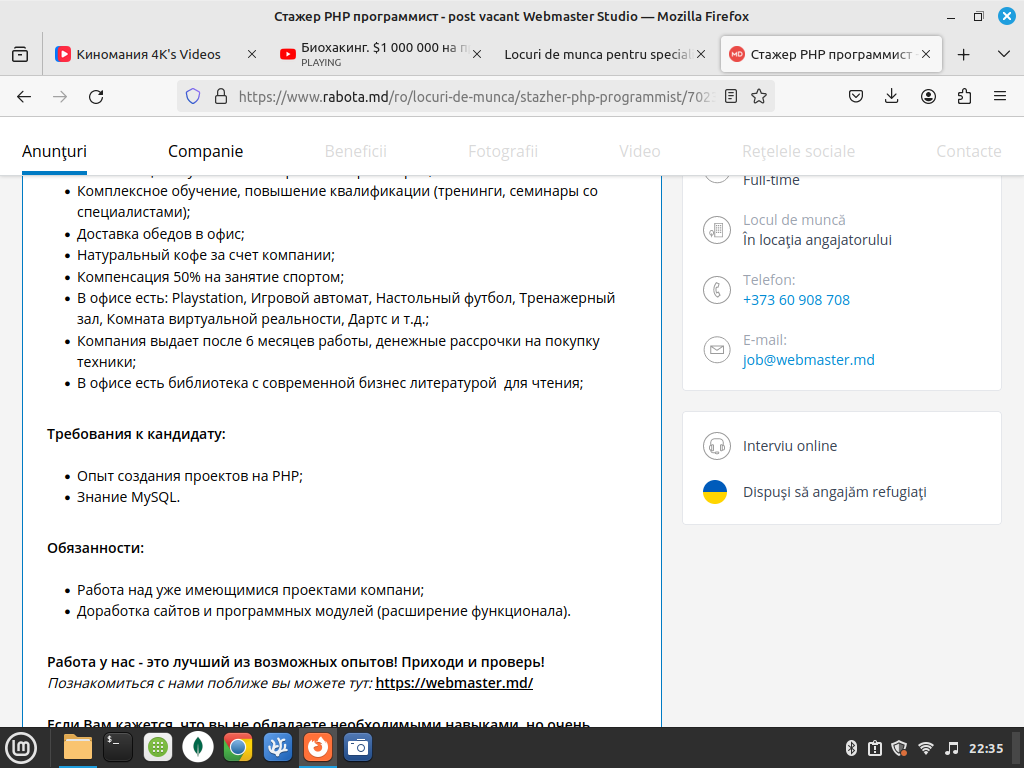 Стажер PHP программист - post vacant Webmaster Studio — Mozilla Firefox
Киномания 4K's Videos
Биохакинг. $1 000 000 на
PLAYING
Locuri de munca pentru special
MD
Стажер PHP программист
https://www.rabota.md/ro/locuri-de-munca/stazher-php-programmist/702
Anunţuri
Companie
Beneficii
Fotografii
Video
Reţelele sociale
Contacte
Комплексное обучение, повышение квалификации (тренинги, семинары со
специалистами);
Доставка обедов в офис;
Натуральный кофе за счет компании;
Компенсация 50% на занятие спортом;
В офисе есть: Playstation, Игровой автомат, Настольный футбол, Тренажерный
зал, Комната виртуальной реальности, Дартс и т.д.;
Компания выдает после 6 месяцев работы, денежные рассрочки на покупку
техники;
В офисе есть библиотека с современной бизнес литературой для чтения;
Требования к кандидату:
Опыт создания проектов на PHP;
Знание MySQL.
Обязанности:
Работа над уже имеющимися проектами компани;
Доработка сайтов и программных модулей (расширение функционала).
Работа у нас - это лучший из возможных опытов! Приходи и проверь!
Познакомиться с нами поближе вы можете тут: https://webmaster.md/
Если Вам кажется, что вы не обладаете необходимыми навыками, но очень
Full-time
Locul de muncă
În locaţia angajatorului
Telefon:
+373 60 908 708
E-mail:
job@webmaster.md
Interviu online
Dispuşi să angajăm refugiaţi
22:35